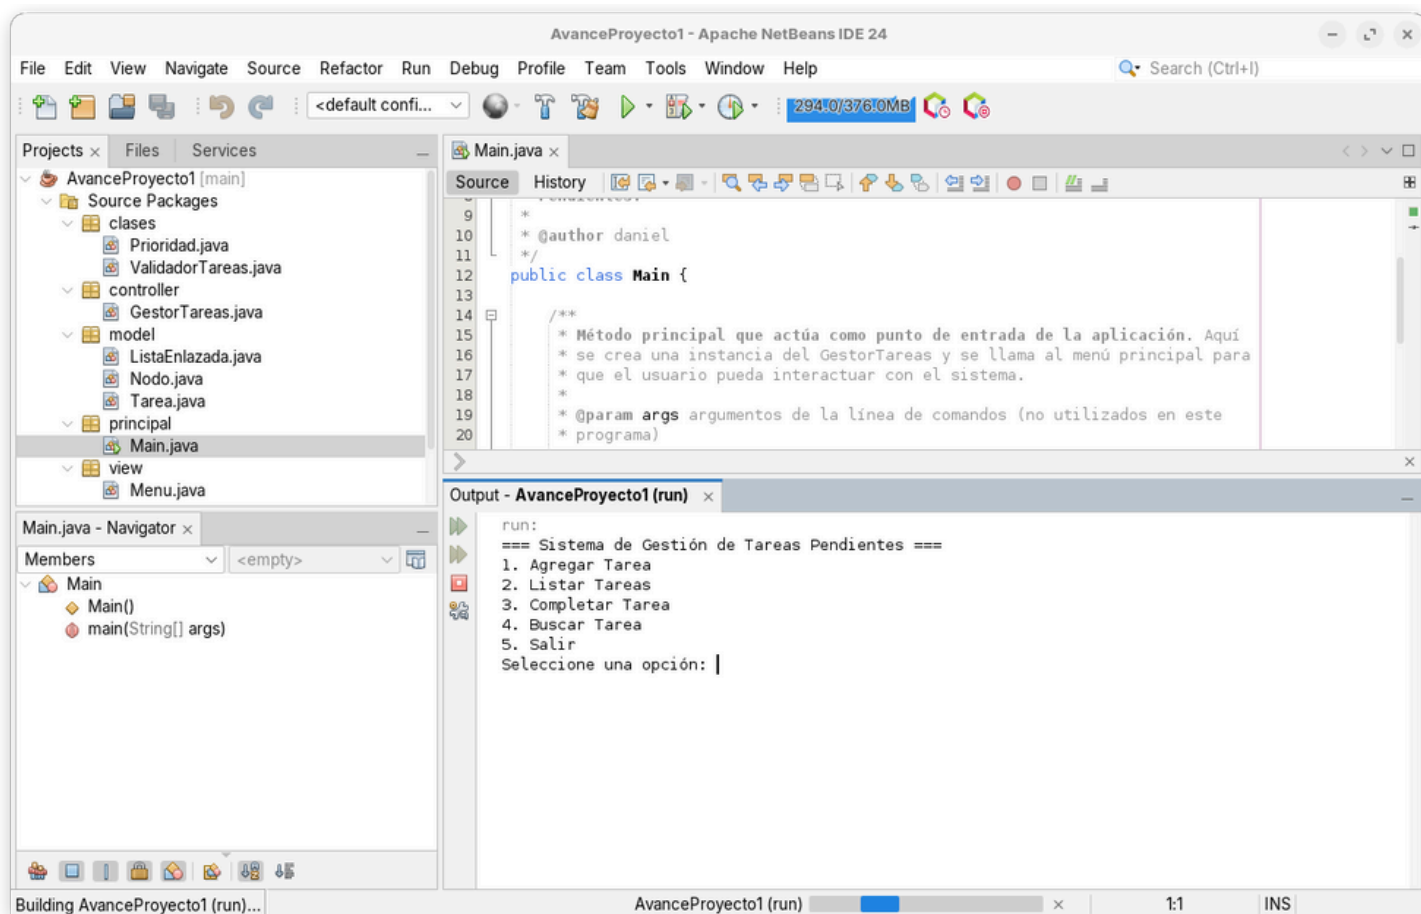 AvanceProyecto1 - Apache NetBeans IDE 24
File Edit View Navigate Source Refactor Run Debug Profile Team Tools Window Help
Search (Ctrl+I)
<default confi...
294.0/376.0MB
Projects Files Services
AvanceProyecto1 [main]
Source Packages
clases
Prioridad.java
ValidadorTareas.java
controller
GestorTareas.java
model
ListaEnlazada.java
Nodo.java
Tarea.java
principal
Main.java
view
Menu.java
Main.java - Navigator
Members
<empty>
Main
Main()
main(String[] args)
Main.java
Source History
9 *
10 * @author daniel
11 */
12 public class Main {
13
14 /**
15 * Método principal que actúa como punto de entrada de la aplicación. Aquí
16 * se crea una instancia del GestorTareas y se llama al menú principal para
17 * que el usuario pueda interactuar con el sistema.
18 *
19 * @param args argumentos de la línea de comandos (no utilizados en este
20 * programa)
Output - AvanceProyecto1 (run)
run:
=== Sistema de Gestión de Tareas Pendientes ===
1. Agregar Tarea
2. Listar Tareas
3. Completar Tarea
4. Buscar Tarea
5. Salir
Seleccione una opción:
Building AvanceProyecto1 (run)...
AvanceProyecto1 (run)
1:1
INS